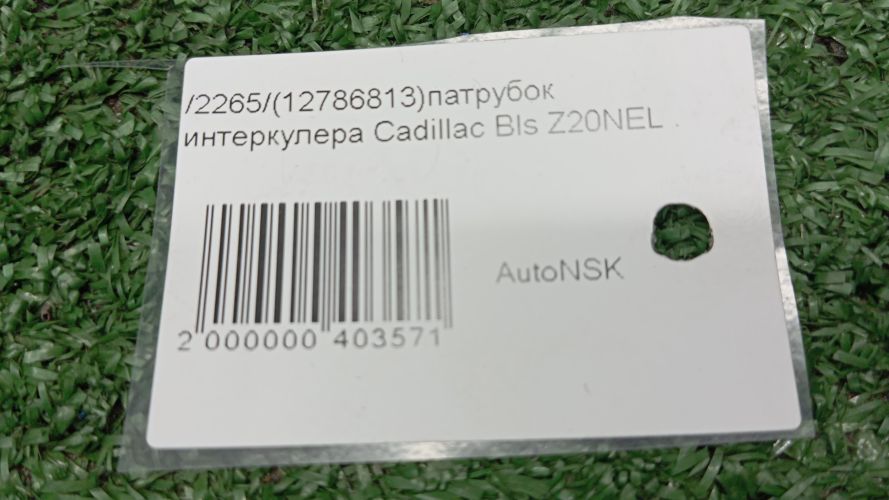 /2265/(12786813)патрубок
интеркулера Cadillac Bls Z20NEL .
AutoNSK
2 000000 403571